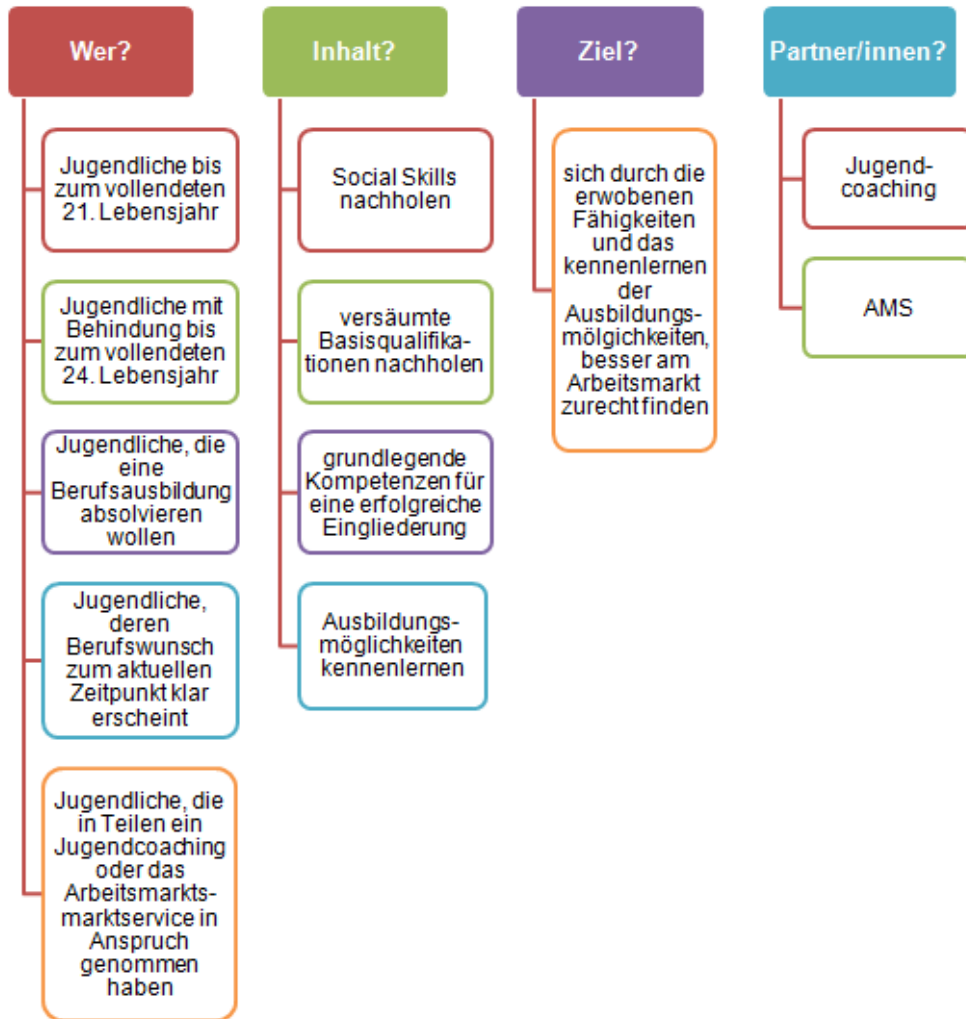 Wer?
Jugendliche bis
zum vollendeten
21. Lebensjahr
Jugendliche mit
Behindung bis
zum vollendeten
24. Lebensjahr
Jugendliche, die
eine
Berufsausbildung
absolvieren
wollen
Jugendliche,
deren
Berufswunsch
zum aktuellen
Zeitpunkt klar
erscheint
Jugendliche, die
in Teilen ein
Jugendcoaching
oder das
Arbeitsmarkts-
marktservice in
Anspruch
genommen
haben
Inhalt?
Social Skills
nachholen
versäumte
Basisqualifika-
tionen nachholen
grundlegende
Kompetenzen für
eine erfolgreiche
Eingliederung
Ausbildungs-
möglichkeiten
kennenlernen
Ziel?
sich durch die
erwobenen
Fähigkeiten
und das
kennenlernen
der
Ausbildungs-
mölgichkeiten,
besser am
Arbeitsmarkt
zurecht finden
Partner/innen?
Jugend-
coaching
AMS